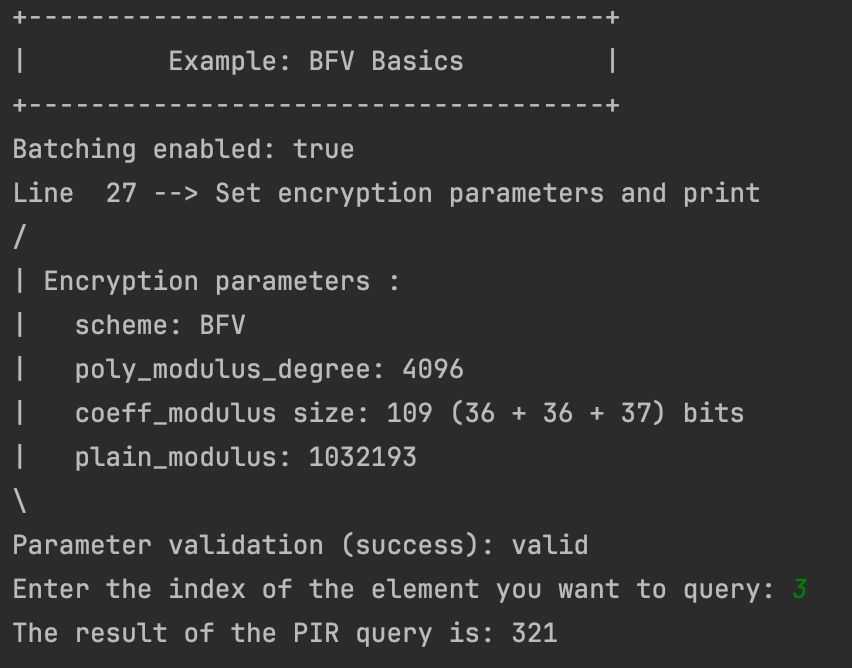 +-------------------------------------+
|         Example: BFV Basics         |
+-------------------------------------+
Batching enabled: true
Line  27 --> Set encryption parameters and print
/
| Encryption parameters :
|   scheme: BFV
|   poly_modulus_degree: 4096
|   coeff_modulus size: 109 (36 + 36 + 37) bits
|   plain_modulus: 1032193
\
Parameter validation (success): valid
Enter the index of the element you want to query: 3
The result of the PIR query is: 321